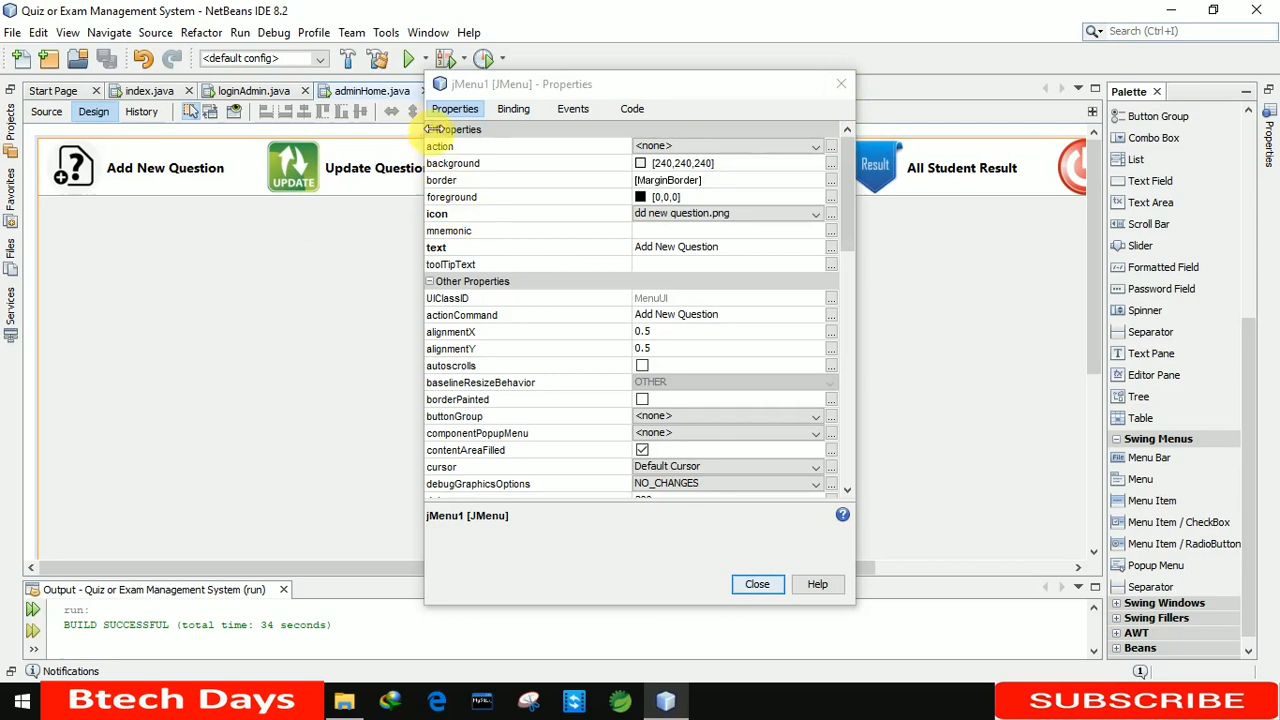 Quiz or Exam Management System - NetBeans IDE 8.2
File Edit View Navigate Source Refactor Run Debug Profile Team Tools Window Help
Search (Ctrl+I)
<default config>
Start Page index.java loginAdmin.java adminHome.java
Source Design History
Add New Question
UPDATE
Result
All Student Result
jMenu1 [JMenu] - Properties
Properties Binding Events Code
action <none>
background [240,240,240]
border [MarginBorder]
foreground [0,0,0]
icon dd new question.png
mnemonic
text Add New Question
toolTipText
Other Properties
UIClassID MenuUI
actionCommand Add New Question
alignmentX 0.5
alignmentY 0.5
autoscrolls
baselineResizeBehavior OTHER
borderPainted
buttonGroup <none>
componentPopupMenu <none>
contentAreaFilled
cursor Default Cursor
debugGraphicsOptions NO_CHANGES
jMenu1 [JMenu]
Close Help
Palette
Button Group
Combo Box
List
Text Field
Text Area
Scroll Bar
Slider
Formatted Field
Password Field
Spinner
Separator
Text Pane
Editor Pane
Tree
Table
Swing Menus
Menu Bar
Menu
Menu Item
Menu Item / CheckBox
Menu Item / RadioButton
Popup Menu
Separator
Swing Windows
Swing Fillers
AWT
Beans
Projects
Favorites
Files
Services
Properties
Output - Quiz or Exam Management System (run)
run:
BUILD SUCCESSFUL (total time: 34 seconds)
Notifications
1
Btech Days
SUBSCRIBE